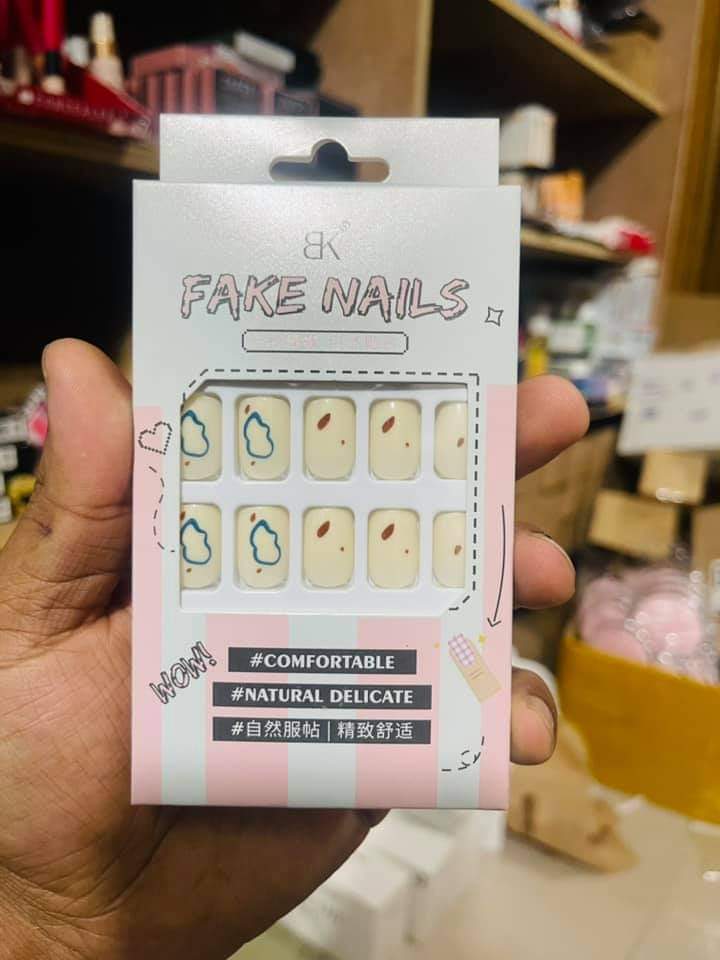 BK
FAKE NAILS
WOW!
#COMFORTABLE
#NATURAL DELICATE
#自然服帖 | 精致舒适